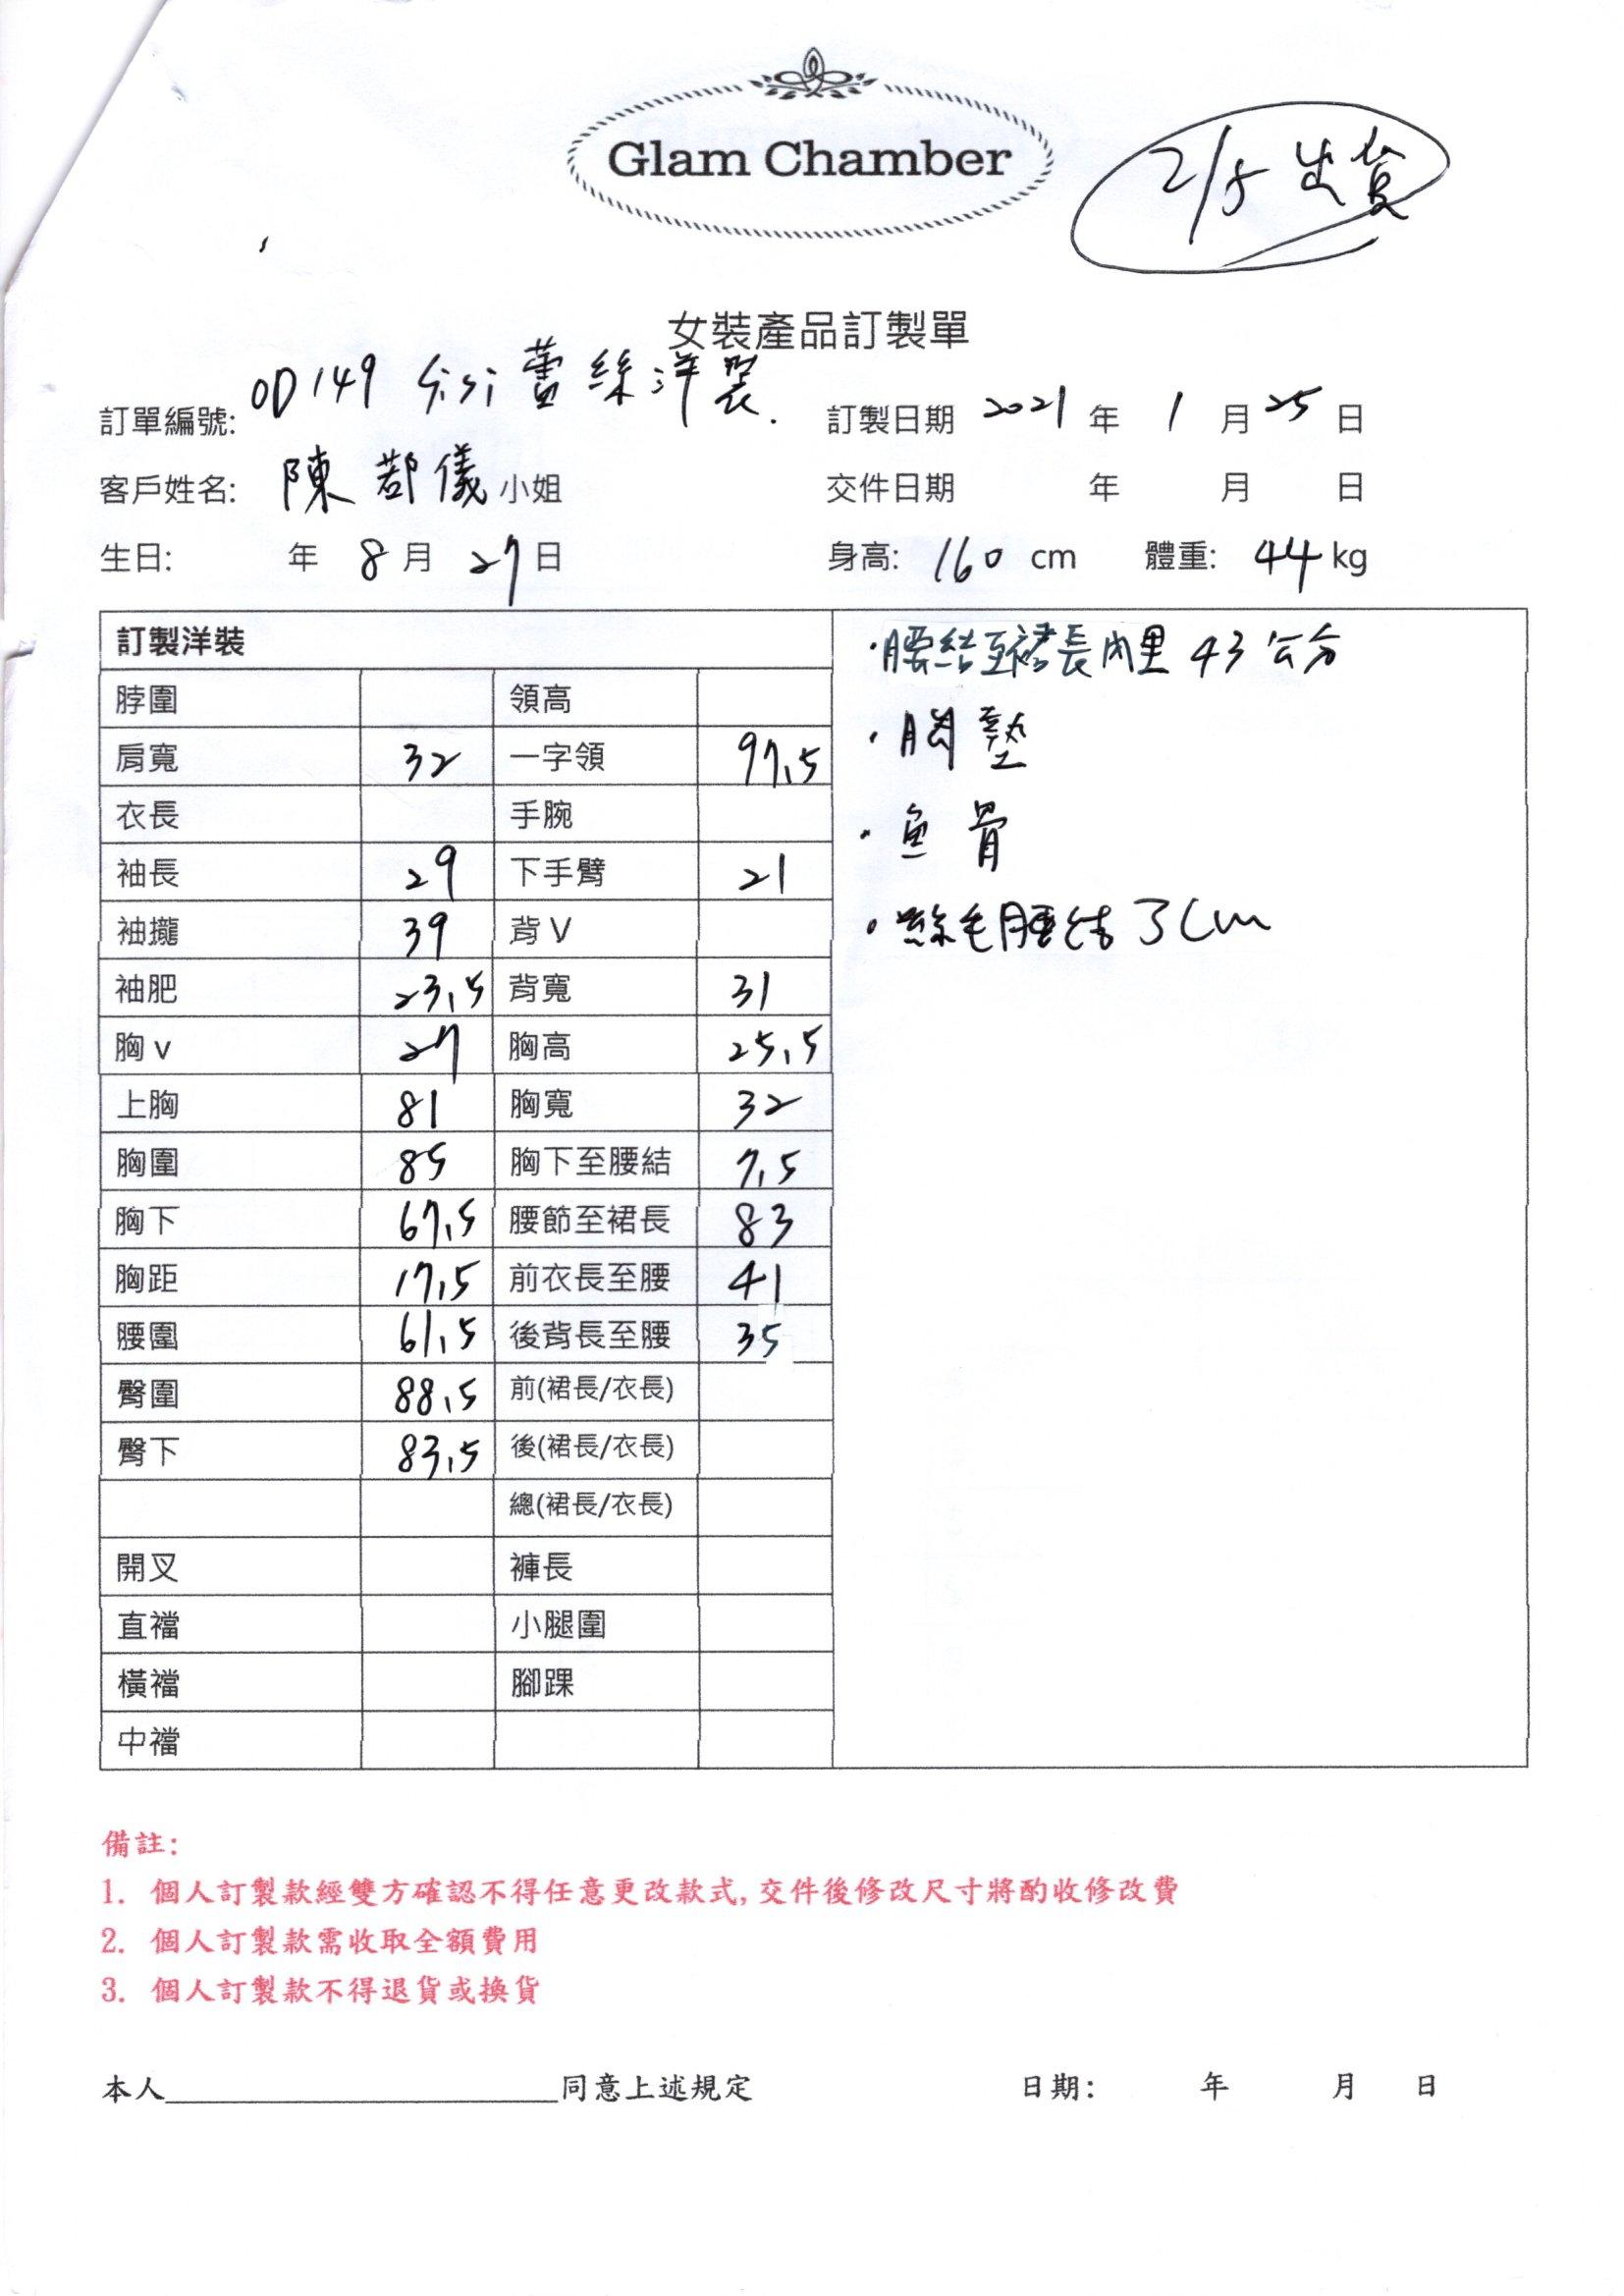 Glam Chamber
2/5 出貨
女裝產品訂製單
訂單編號: OD149 Sisi 蕾絲洋裝.
訂製日期 2021 年 1 月 25 日
客戶姓名: 陳 儀 小姐
交件日期 年 月 日
生日: 年 8 月 27 日
身高: 160 cm 體重: 44 kg
訂製洋裝
脖圍 領高
肩寬 32 一字領 97.5
衣長 手腕
袖長 29 下手臂 21
袖攏 39 背 V
袖肥 23.5 背寬 31
胸 v 27 胸高 25.5
上胸 81 胸寬 32
胸圍 85 胸下至腰結 7.5
胸下 67.5 腰節至裙長 83
胸距 17.5 前衣長至腰 41
腰圍 61.5 後背長至腰 35
臀圍 88.5 前(裙長/衣長)
臀下 83.5 後(裙長/衣長)
總(裙長/衣長)
開叉 褲長
直襠 小腿圍
橫襠 腳踝
中襠
·腰結至裙長內里 43 公分
·胸墊
·魚骨
·腰結 3cm
備註:
1. 個人訂製款經雙方確認不得任意更改款式, 交件後修改尺寸將酌收修改費
2. 個人訂製款需收取全額費用
3. 個人訂製款不得退貨或換貨
本人____________________同意上述規定
日期: 年 月 日